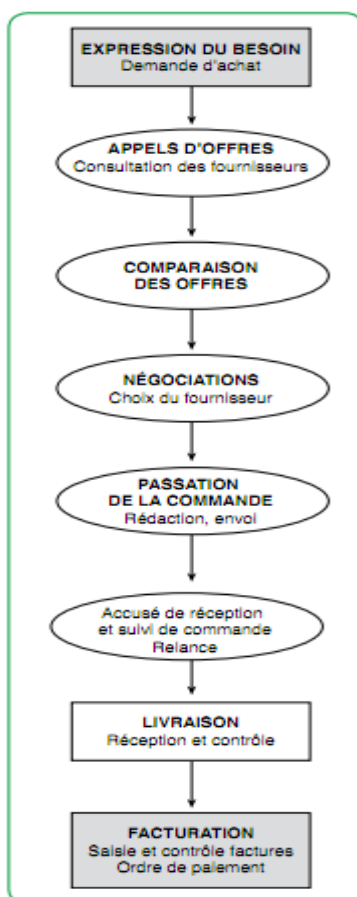 EXPRESSION DU BESOIN
Demande d'achat
APPELS D'OFFRES
Consultation des fournisseurs
COMPARAISON
DES OFFRES
NÉGOCIATIONS
Choix du fournisseur
PASSATION
DE LA COMMANDE
Rédaction, envoi
Accusé de réception
et suivi de commande
Relance
LIVRAISON
Réception et contrôle
FACTURATION
Saisie et contrôle factures
Ordre de paiement